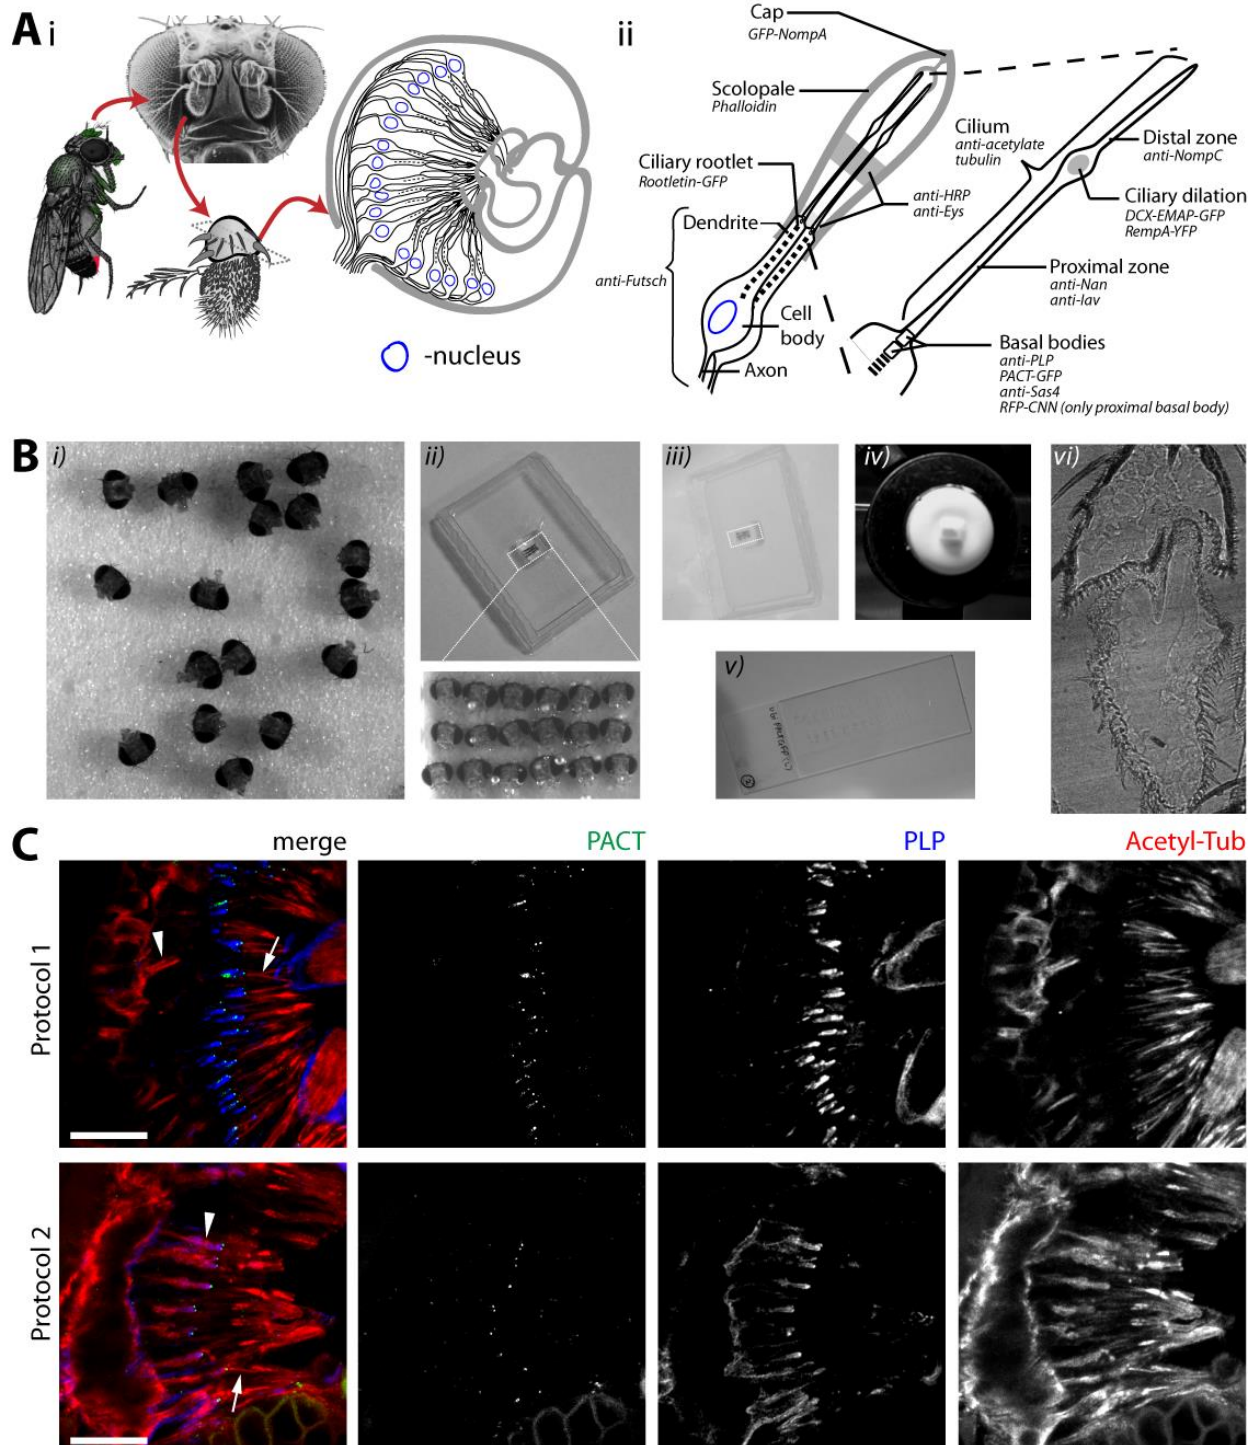 A i
ii
-nucleus
Cap
GFP-NompA
Scolopale
Phalloidin
Ciliary rootlet
Rootletin-GFP
Dendrite
anti-Futsch
Cell
body
Axon
anti-HRP
anti-Eys
Cilium
anti-acetylate
tubulin
Distal zone
anti-NompC
Ciliary dilation
DCX-EMAP-GFP
RempA-YFP
Proximal zone
anti-Nan
anti-Iav
Basal bodies
anti-PLP
PACT-GFP
anti-Sas4
RFP-CNN (only proximal basal body)
B i)
ii)
iii)
iv)
v)
vi)
C
merge
PACT
PLP
Acetyl-Tub
Protocol 1
Protocol 2